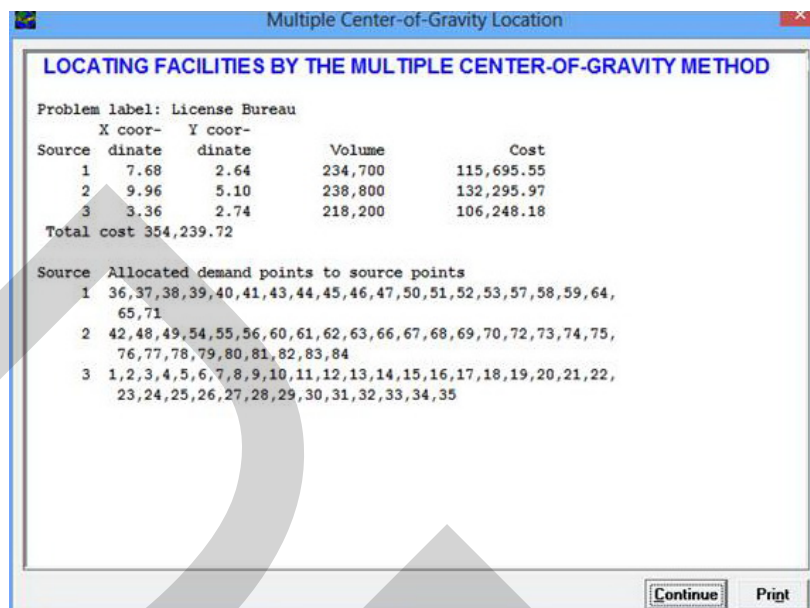 Multiple Center-of-Gravity Location
LOCATING FACILITIES BY THE MULTIPLE CENTER-OF-GRAVITY METHOD
Problem label: License Bureau
X coor- Y coor-
Source dinate dinate Volume Cost
1 7.68 2.64 234,700 115,695.55
2 9.96 5.10 238,800 132,295.97
3 3.36 2.74 218,200 106,248.18
Total cost 354,239.72
Source Allocated demand points to source points
1 36,37,38,39,40,41,43,44,45,46,47,50,51,52,53,57,58,59,64,
65,71
2 42,48,49,54,55,56,60,61,62,63,66,67,68,69,70,72,73,74,75,
76,77,78,79,80,81,82,83,84
3 1,2,3,4,5,6,7,8,9,10,11,12,13,14,15,16,17,18,19,20,21,22,
23,24,25,26,27,28,29,30,31,32,33,34,35
Continue Print